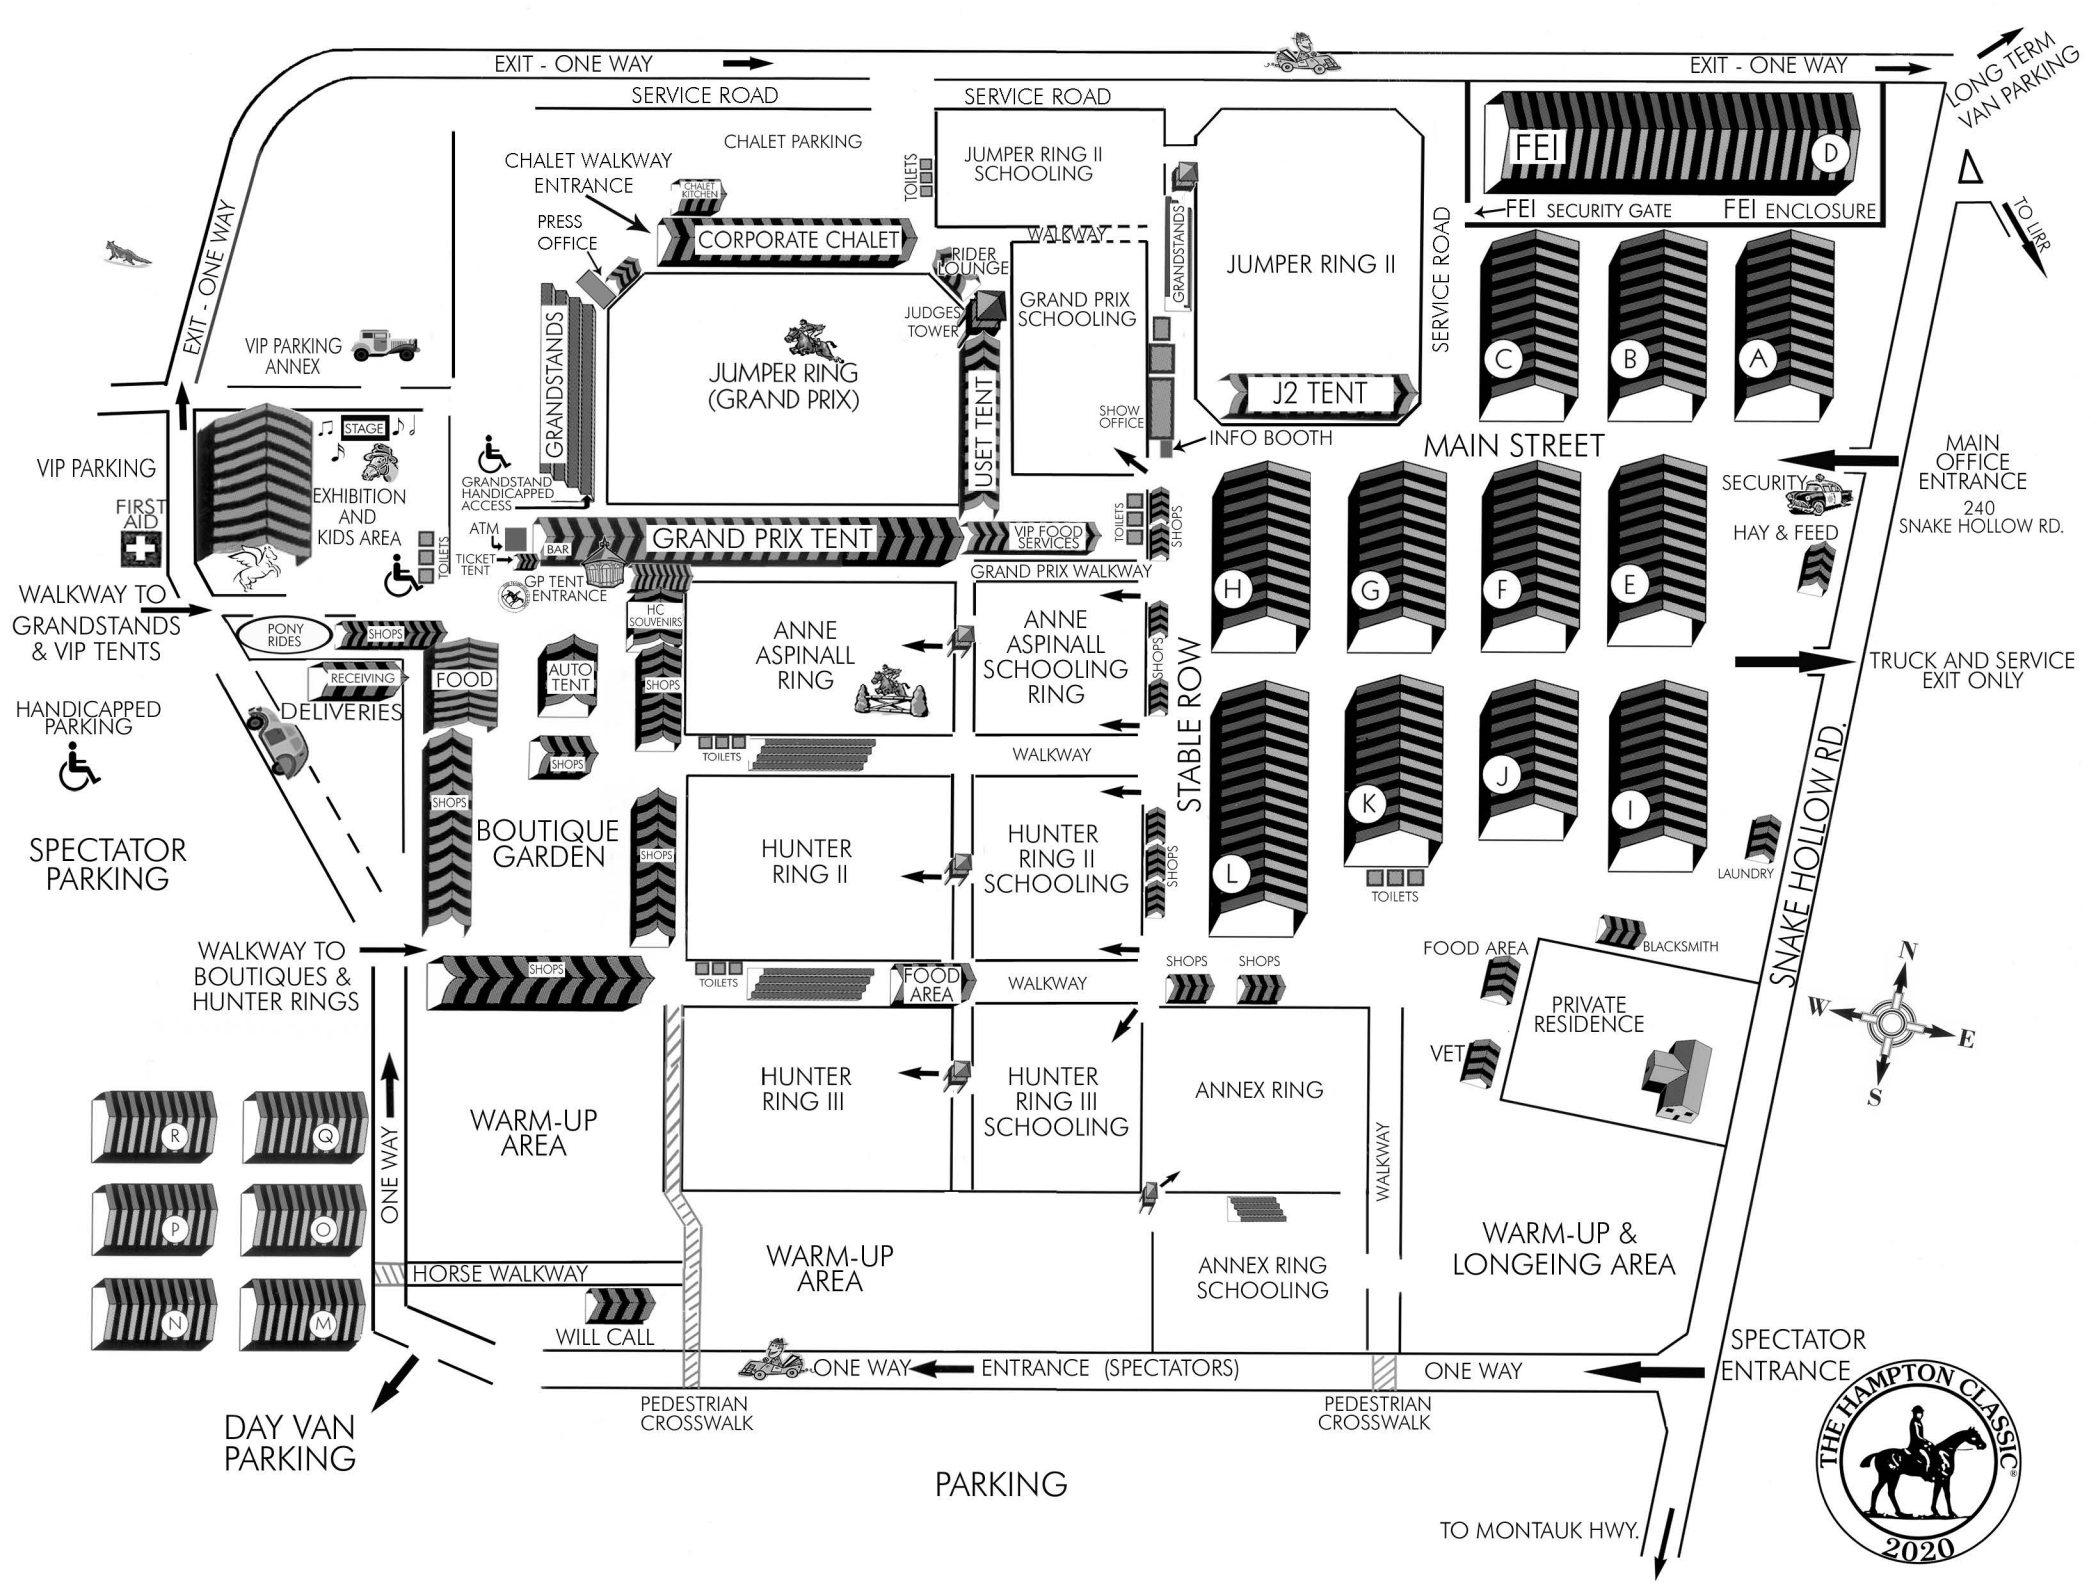 EXIT - ONE WAY
EXIT - ONE WAY
LONG TERM
VAN PARKING
SERVICE ROAD
SERVICE ROAD
CHALET PARKING
CHALET WALKWAY
ENTRANCE
CHALET
KITCHEN
TOILETS
JUMPER RING II
SCHOOLING
FEI
D
FEI SECURITY GATE
FEI ENCLOSURE
TO LIRR
EXIT - ONE WAY
PRESS
OFFICE
CORPORATE CHALET
WALKWAY
GRANDSTANDS
JUMPER RING II
SERVICE ROAD
RIDER
LOUNGE
GRAND PRIX
SCHOOLING
JUDGES
TOWER
VIP PARKING
ANNEX
GRANDSTANDS
JUMPER RING
(GRAND PRIX)
USET TENT
C
B
A
J2 TENT
SHOW
OFFICE
INFO BOOTH
MAIN STREET
STAGE
VIP PARKING
FIRST
AID
EXHIBITION
AND
KIDS AREA
TOILETS
GRANDSTAND
HANDICAPPED
ACCESS
ATM
TICKET
TENT
BAR
GP TENT
ENTRANCE
GRAND PRIX TENT
VIP FOOD
SERVICES
TOILETS
SHOPS
GRAND PRIX WALKWAY
SECURITY
HAY & FEED
MAIN
OFFICE
ENTRANCE
240
SNAKE HOLLOW RD.
H
G
F
E
WALKWAY TO
GRANDSTANDS
& VIP TENTS
PONY
RIDES
SHOPS
RECEIVING
DELIVERIES
FOOD
AUTO
TENT
HC
SOUVENIRS
SHOPS
ANNE
ASPINALL
RING
ANNE
ASPINALL
SCHOOLING
RING
SHOPS
STABLE ROW
TRUCK AND SERVICE
EXIT ONLY
HANDICAPPED
PARKING
SHOPS
TOILETS
WALKWAY
SHOPS
BOUTIQUE
GARDEN
SHOPS
HUNTER
RING II
HUNTER
RING II
SCHOOLING
SHOPS
L
K
J
I
TOILETS
LAUNDRY
SNAKE HOLLOW RD.
SPECTATOR
PARKING
WALKWAY TO
BOUTIQUES &
HUNTER RINGS
SHOPS
TOILETS
FOOD
AREA
WALKWAY
SHOPS
SHOPS
FOOD AREA
BLACKSMITH
PRIVATE
RESIDENCE
VET
N
W
E
S
R
Q
P
O
N
M
ONE WAY
WARM-UP
AREA
HUNTER
RING III
HUNTER
RING III
SCHOOLING
ANNEX RING
WALKWAY
WARM-UP &
LONGEING AREA
HORSE WALKWAY
WARM-UP
AREA
ANNEX RING
SCHOOLING
WILL CALL
ONE WAY
ENTRANCE (SPECTATORS)
ONE WAY
SPECTATOR
ENTRANCE
PEDESTRIAN
CROSSWALK
PEDESTRIAN
CROSSWALK
DAY VAN
PARKING
PARKING
TO MONTAUK HWY.
THE HAMPTON CLASSIC®
2020